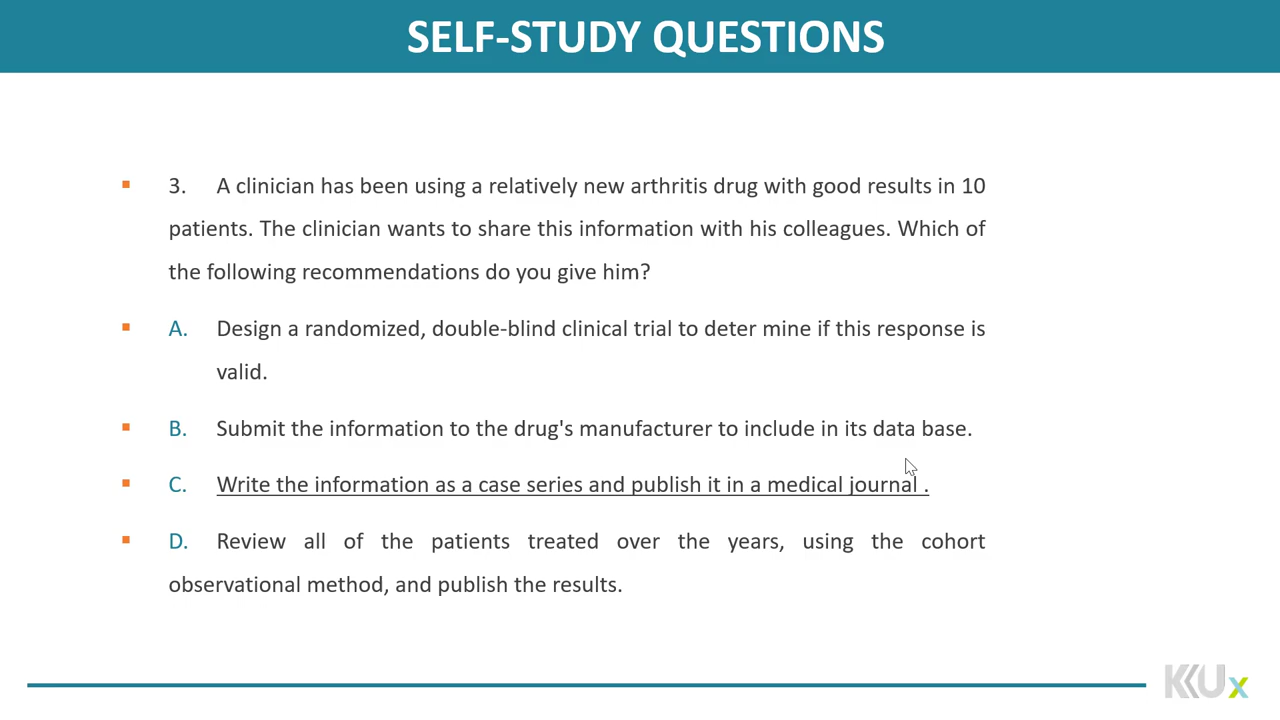 SELF-STUDY QUESTIONS
3. A clinician has been using a relatively new arthritis drug with good results in 10
patients. The clinician wants to share this information with his colleagues. Which of
the following recommendations do you give him?
A. Design a randomized, double-blind clinical trial to deter mine if this response is
valid.
B. Submit the information to the drug's manufacturer to include in its data base.
C. Write the information as a case series and publish it in a medical journal .
D. Review all of the patients treated over the years, using the cohort
observational method, and publish the results.
KKUx